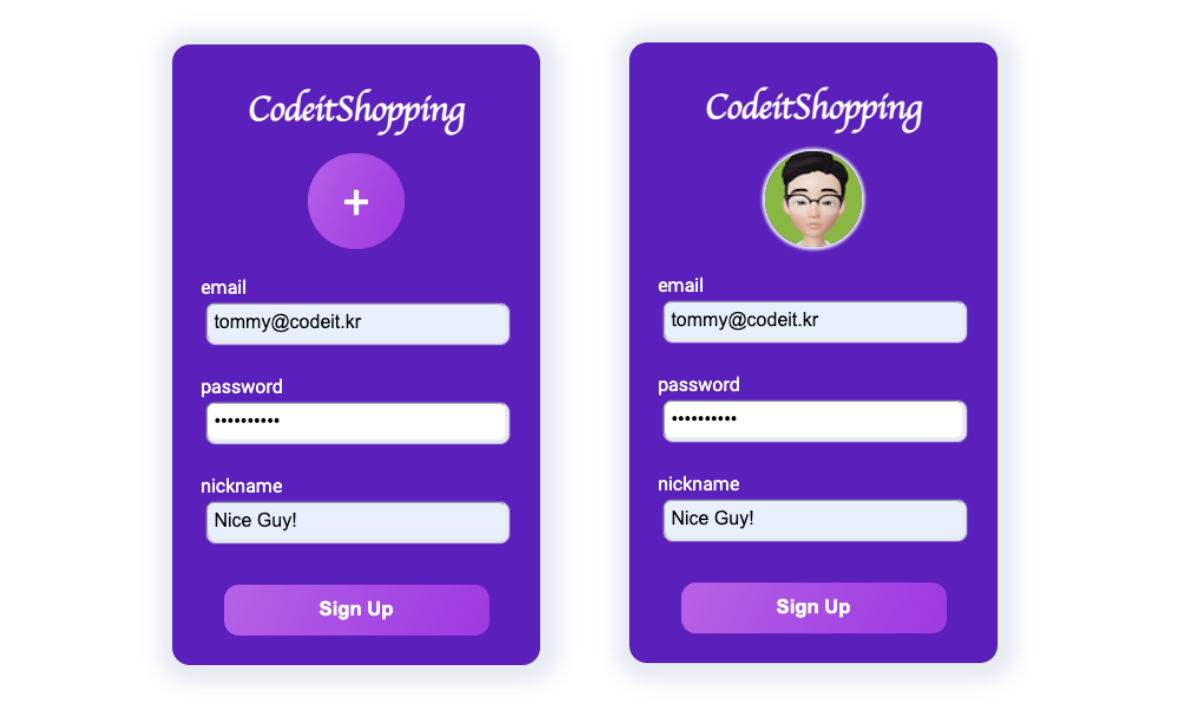 CodeitShopping
+
email
tommy@codeit.kr
password
••••••••••
nickname
Nice Guy!
Sign Up
CodeitShopping
email
tommy@codeit.kr
password
••••••••••
nickname
Nice Guy!
Sign Up